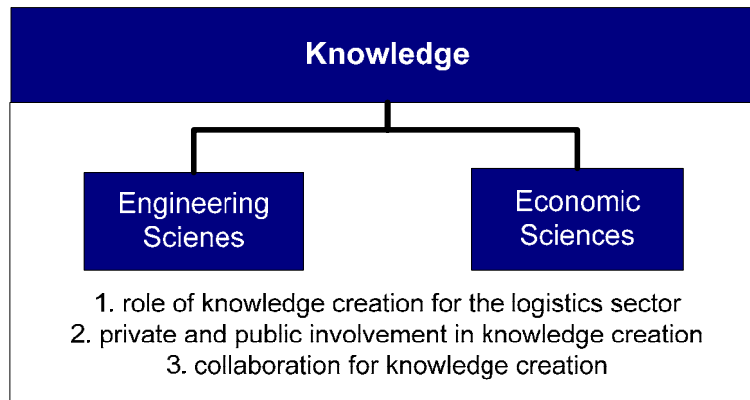 Knowledge
Engineering
Scienes
Economic
Sciences
1. role of knowledge creation for the logistics sector
2. private and public involvement in knowledge creation
3. collaboration for knowledge creation